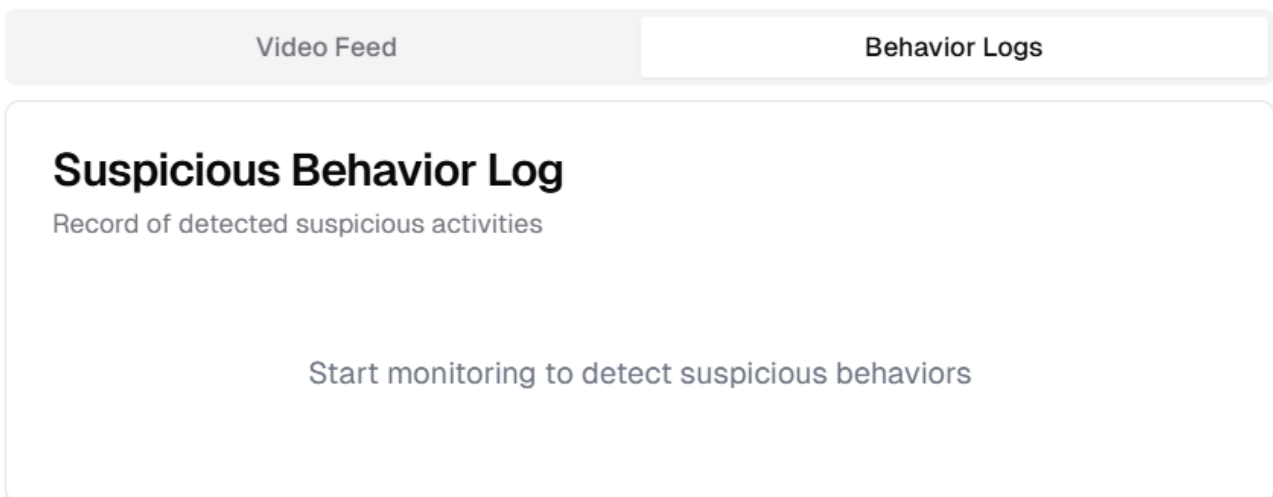 Video Feed
Behavior Logs
Suspicious Behavior Log
Record of detected suspicious activities
Start monitoring to detect suspicious behaviors